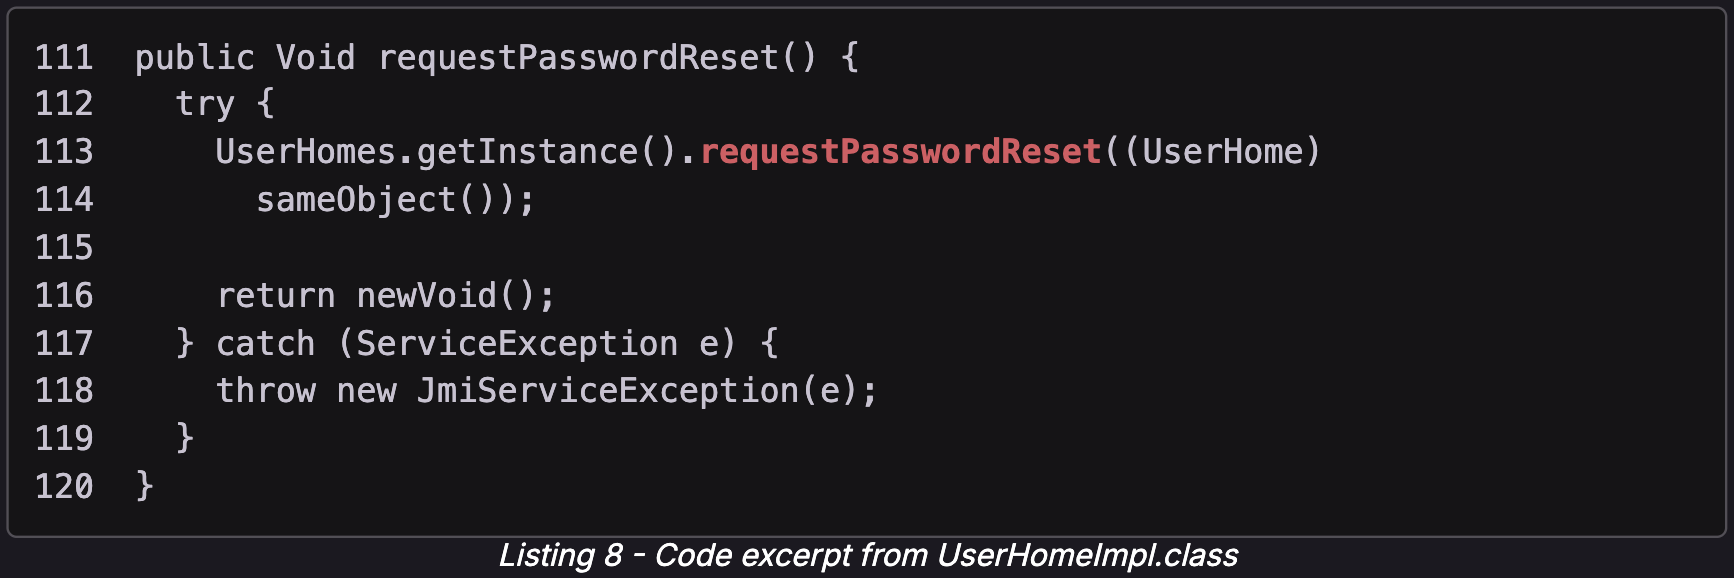 111  public Void requestPasswordReset() {
112    try {
113      UserHomes.getInstance().requestPasswordReset((UserHome)
114        sameObject());
115
116      return newVoid();
117    } catch (ServiceException e) {
118      throw new JmiServiceException(e);
119    }
120  }
Listing 8 - Code excerpt from UserHomeImpl.class